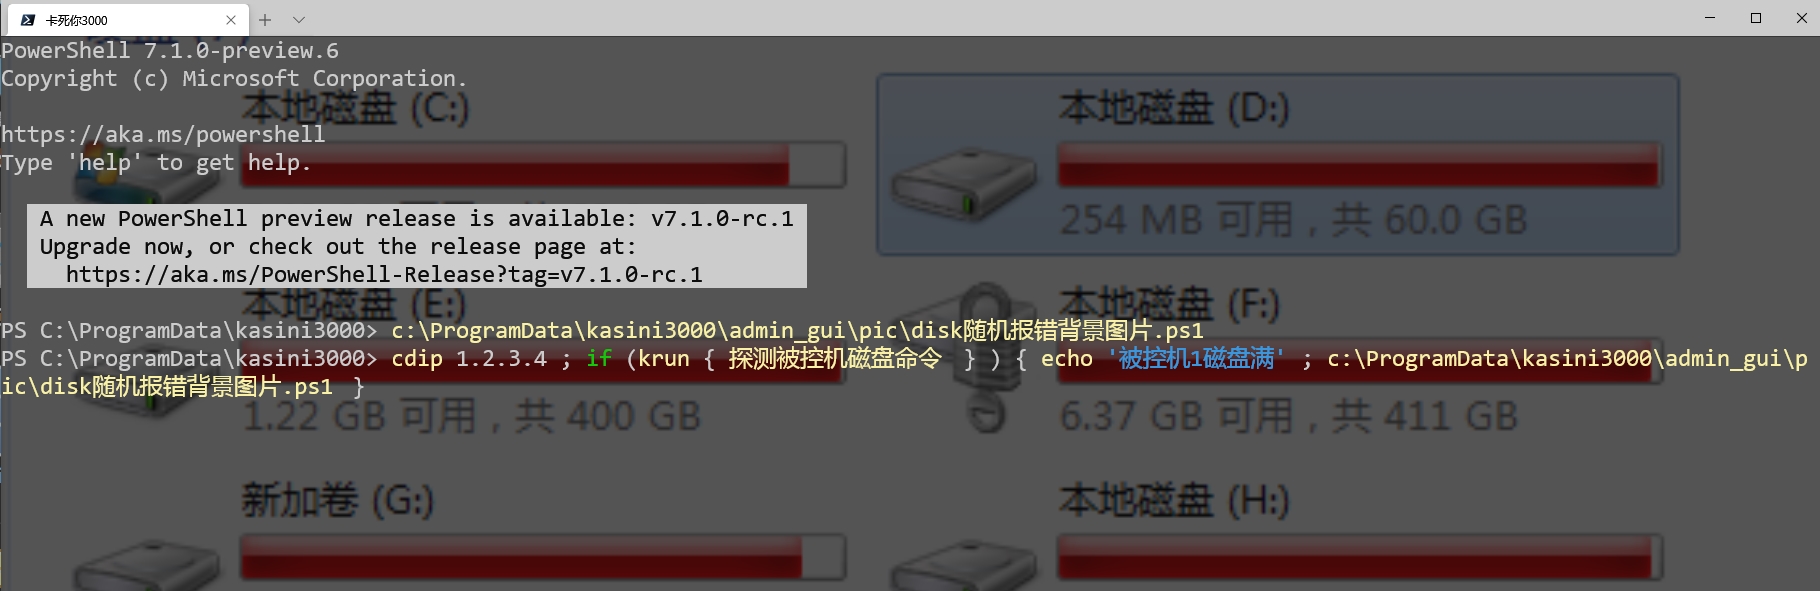 卡死你3000
PowerShell 7.1.0-preview.6
Copyright (c) Microsoft Corporation.
本地磁盘 (C:)
本地磁盘 (D:)
https://aka.ms/powershell
Type 'help' to get help.
254 MB 可用，共 60.0 GB
A new PowerShell preview release is available: v7.1.0-rc.1
Upgrade now, or check out the release page at:
https://aka.ms/PowerShell-Release?tag=v7.1.0-rc.1
本地磁盘 (E:)
本地磁盘 (F:)
PS C:\ProgramData\kasini3000> c:\ProgramData\kasini3000\admin_gui\pic\disk随机报错背景图片.ps1
PS C:\ProgramData\kasini3000> cdip 1.2.3.4 ; if (krun { 探测被控机磁盘命令  } ) { echo '被控机1磁盘满' ; c:\ProgramData\kasini3000\admin_gui\p
ic\disk随机报错背景图片.ps1  }
1.22 GB 可用，共 400 GB
6.37 GB 可用，共 411 GB
新加卷 (G:)
本地磁盘 (H:)